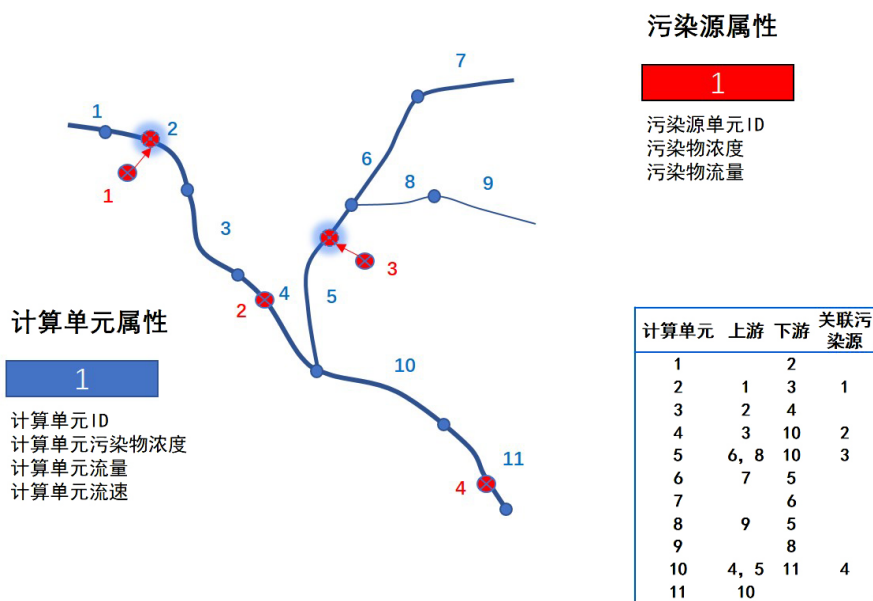 污染源属性
1
污染源单元ID
污染物浓度
污染物流量
7
1
2
6
8
9
1
3
3
2
4
5
计算单元属性
1
计算单元ID
计算单元污染物浓度
计算单元流量
计算单元流速
10
11
4
计算单元 上游 下游 关联污染源
1 2
2 1 3 1
3 2 4
4 3 10 2
5 6，8 10 3
6 7 5
7 6
8 9 5
9 8
10 4，5 11 4
11 10